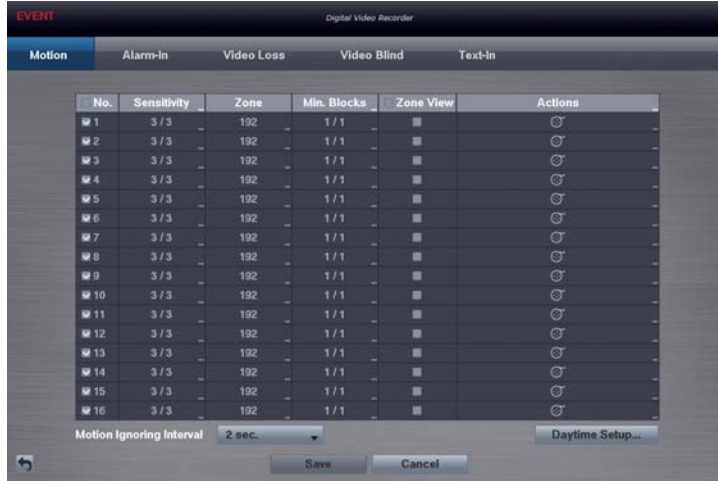 EVENT
Digital Video Recorder
Motion Alarm-In Video Loss Video Blind Text-In
No. Sensitivity Zone Min. Blocks Zone View Actions
1 3 / 3 192 1 / 1
2 3 / 3 192 1 / 1
3 3 / 3 192 1 / 1
4 3 / 3 192 1 / 1
5 3 / 3 192 1 / 1
6 3 / 3 192 1 / 1
7 3 / 3 192 1 / 1
8 3 / 3 192 1 / 1
9 3 / 3 192 1 / 1
10 3 / 3 192 1 / 1
11 3 / 3 192 1 / 1
12 3 / 3 192 1 / 1
13 3 / 3 192 1 / 1
14 3 / 3 192 1 / 1
15 3 / 3 192 1 / 1
16 3 / 3 192 1 / 1
Motion Ignoring Interval 2 sec. Daytime Setup...
Save Cancel